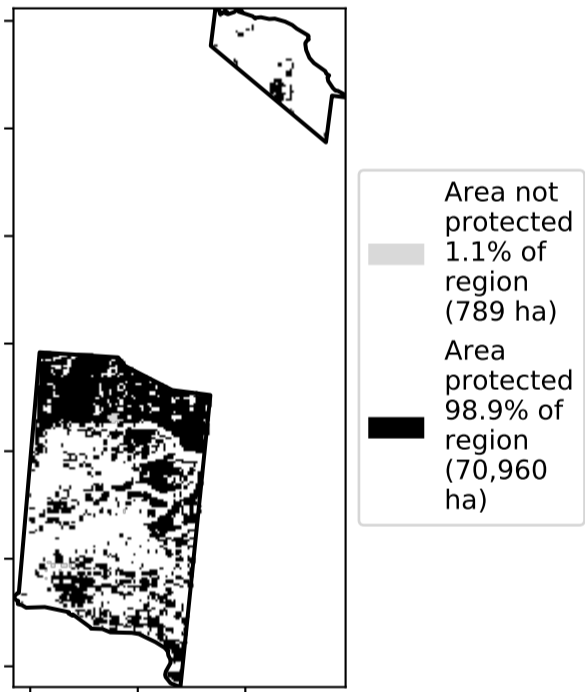 Area not
protected
1.1% of
region
(789 ha)
Area
protected
98.9% of
region
(70,960
ha)